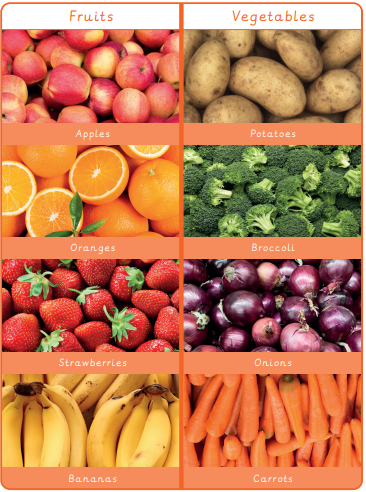 Fruits Vegetables
Apples Potatoes
Oranges Broccoli
Strawberries Onions
Bananas Carrots